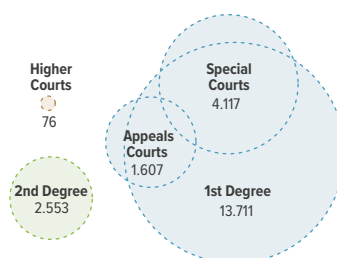 Higher
Courts
76
Special
Courts
4.117
Appeals
Courts
1.607
2nd Degree
2.553
1st Degree
13.711